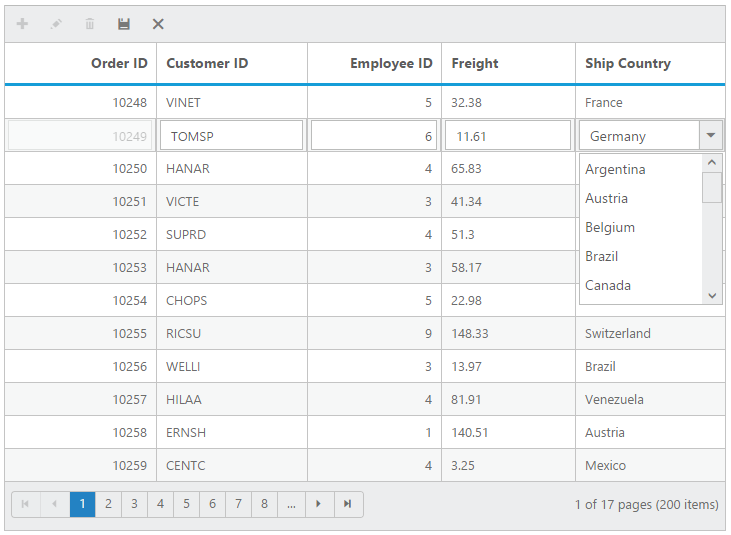 Order ID Customer ID Employee ID Freight Ship Country
10248 VINET 5 32.38 France
10249 TOMSP 6 11.61 Germany
10250 HANAR 4 65.83 Argentina
10251 VICTE 3 41.34 Austria
10252 SUPRD 4 51.3 Belgium
10253 HANAR 3 58.17 Brazil
10254 CHOPS 5 22.98 Canada
10255 RICSU 9 148.33 Switzerland
10256 WELLI 3 13.97 Brazil
10257 HILAA 4 81.91 Venezuela
10258 ERNSH 1 140.51 Austria
10259 CENTC 4 3.25 Mexico
1 2 3 4 5 6 7 8 ... 1 of 17 pages (200 items)